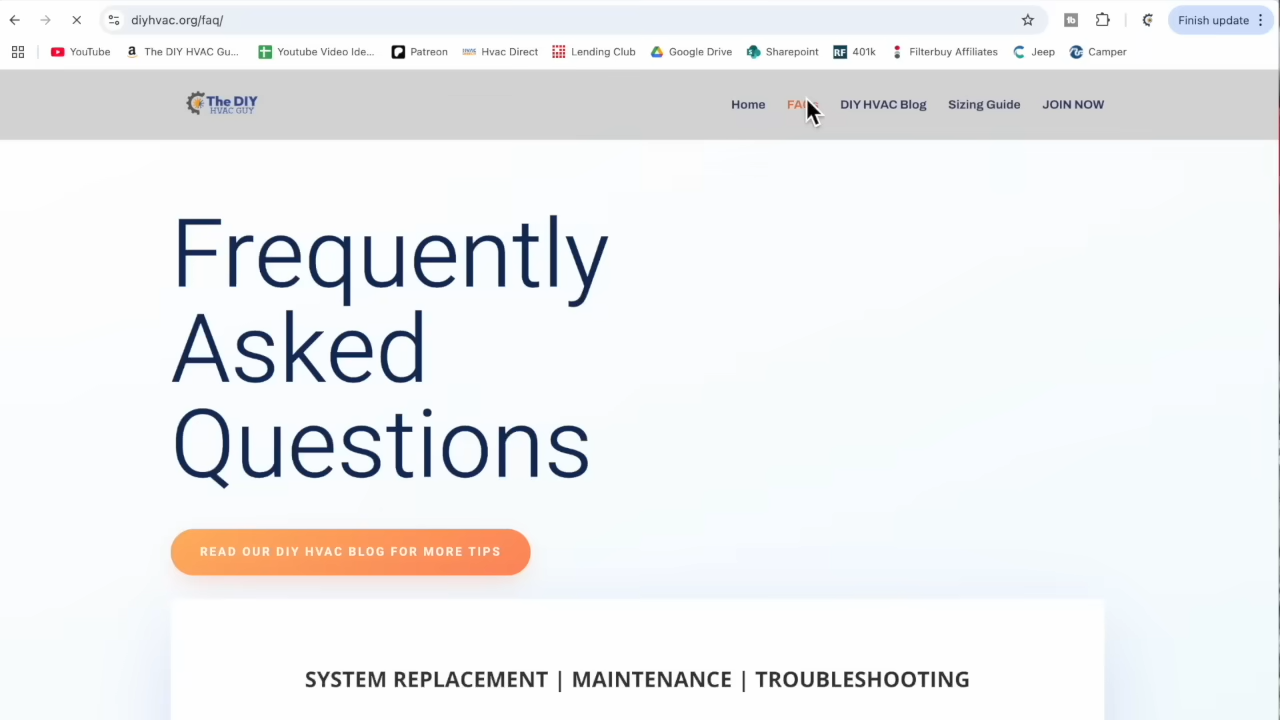 diyhvac.org/faq/
Finish update
YouTube
The DIY HVAC Gu...
Youtube Video Ide...
Patreon
Hvac Direct
Lending Club
Google Drive
Sharepoint
RF
401k
Filterbuy Affiliates
Jeep
Camper
The DIY
HVAC GUY
Home
DIY HVAC Blog
Sizing Guide
JOIN NOW
Frequently
Asked
Questions
READ OUR DIY HVAC BLOG FOR MORE TIPS
SYSTEM REPLACEMENT | MAINTENANCE | TROUBLESHOOTING